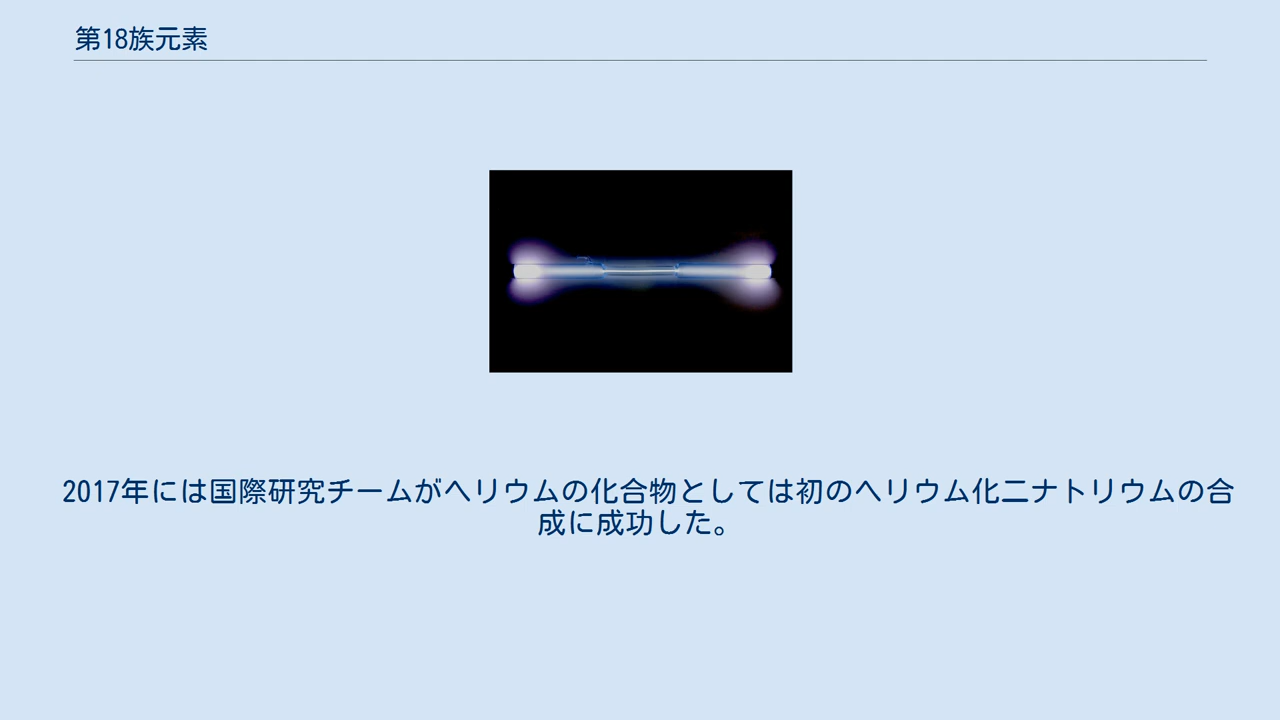 第18族元素
2017年には国際研究チームがヘリウムの化合物としては初のヘリウム化二ナトリウムの合
成に成功した。